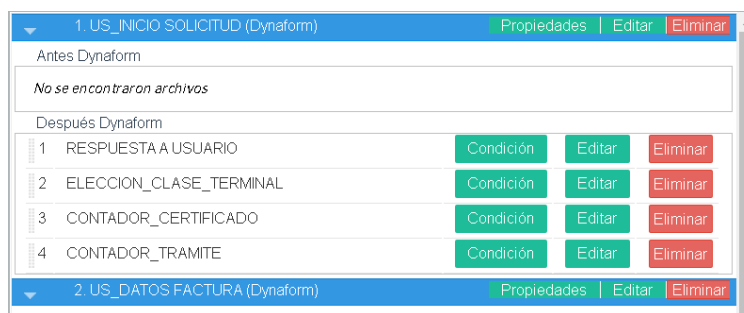 1. US_INICIO SOLICITUD (Dynaform) Propiedades Editar Eliminar
Antes Dynaform
No se encontraron archivos
Después Dynaform
1 RESPUESTA A USUARIO Condición Editar Eliminar
2 ELECCION_CLASE_TERMINAL Condición Editar Eliminar
3 CONTADOR_CERTIFICADO Condición Editar Eliminar
4 CONTADOR_TRAMITE Condición Editar Eliminar
2. US_DATOS FACTURA (Dynaform) Propiedades Editar Eliminar